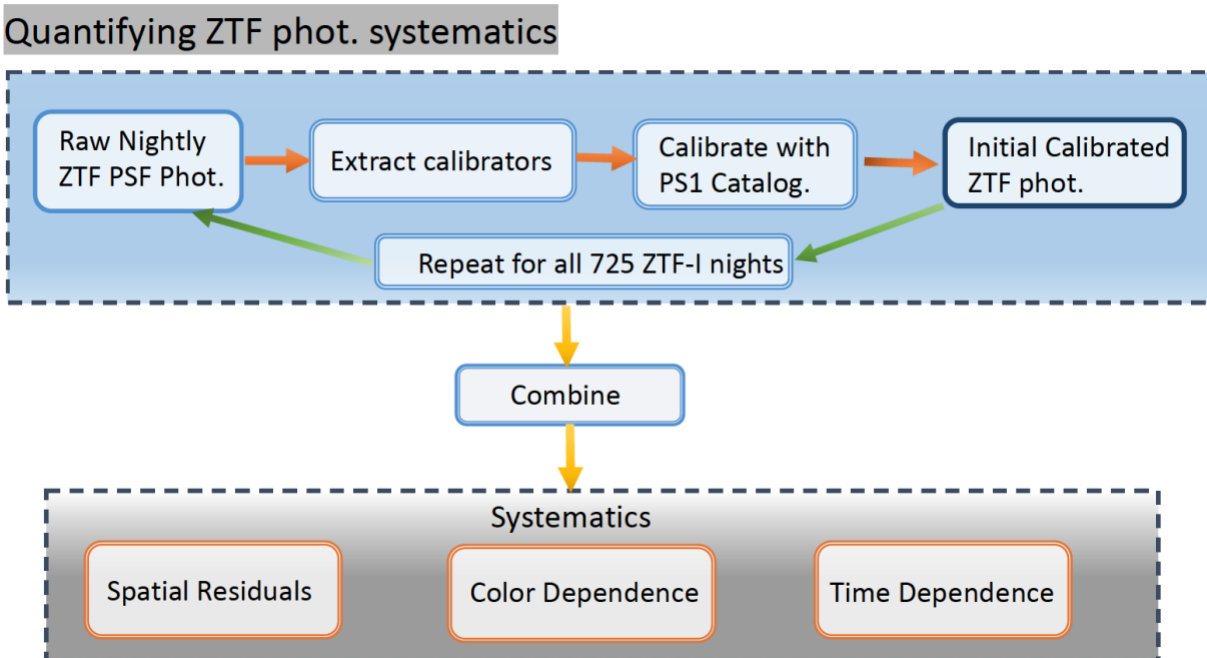 Quantifying ZTF phot. systematics
Raw Nightly
ZTF PSF Phot.
Extract calibrators
Calibrate with
PS1 Catalog.
Initial Calibrated
ZTF phot.
Repeat for all 725 ZTF-I nights
Combine
Systematics
Spatial Residuals
Color Dependence
Time Dependence